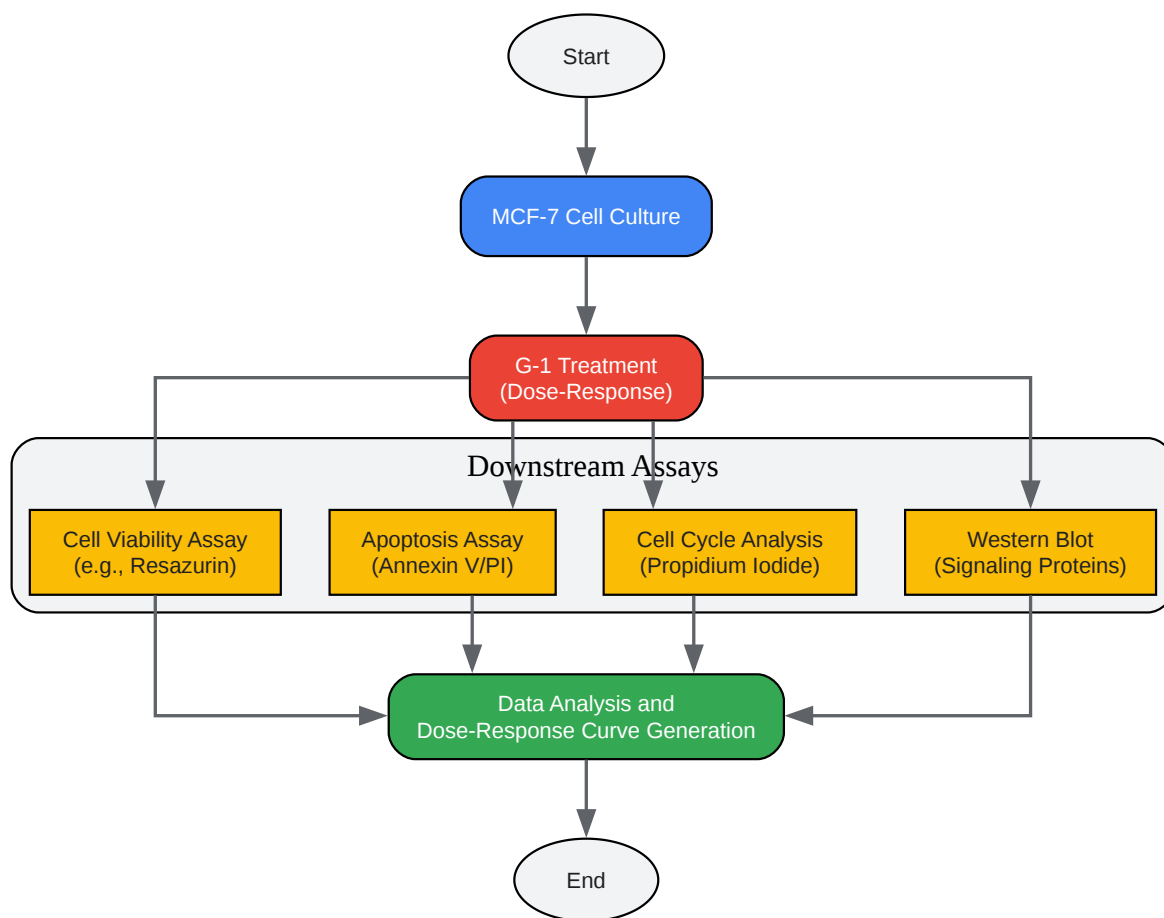 Start
MCF-7 Cell Culture
G-1 Treatment
(Dose-Response)
Downstream Assays
Cell Viability Assay
(e.g., Resazurin)
Apoptosis Assay
(Annexin V/PI)
Cell Cycle Analysis
(Propidium Iodide)
Western Blot
(Signaling Proteins)
Data Analysis and
Dose-Response Curve Generation
End